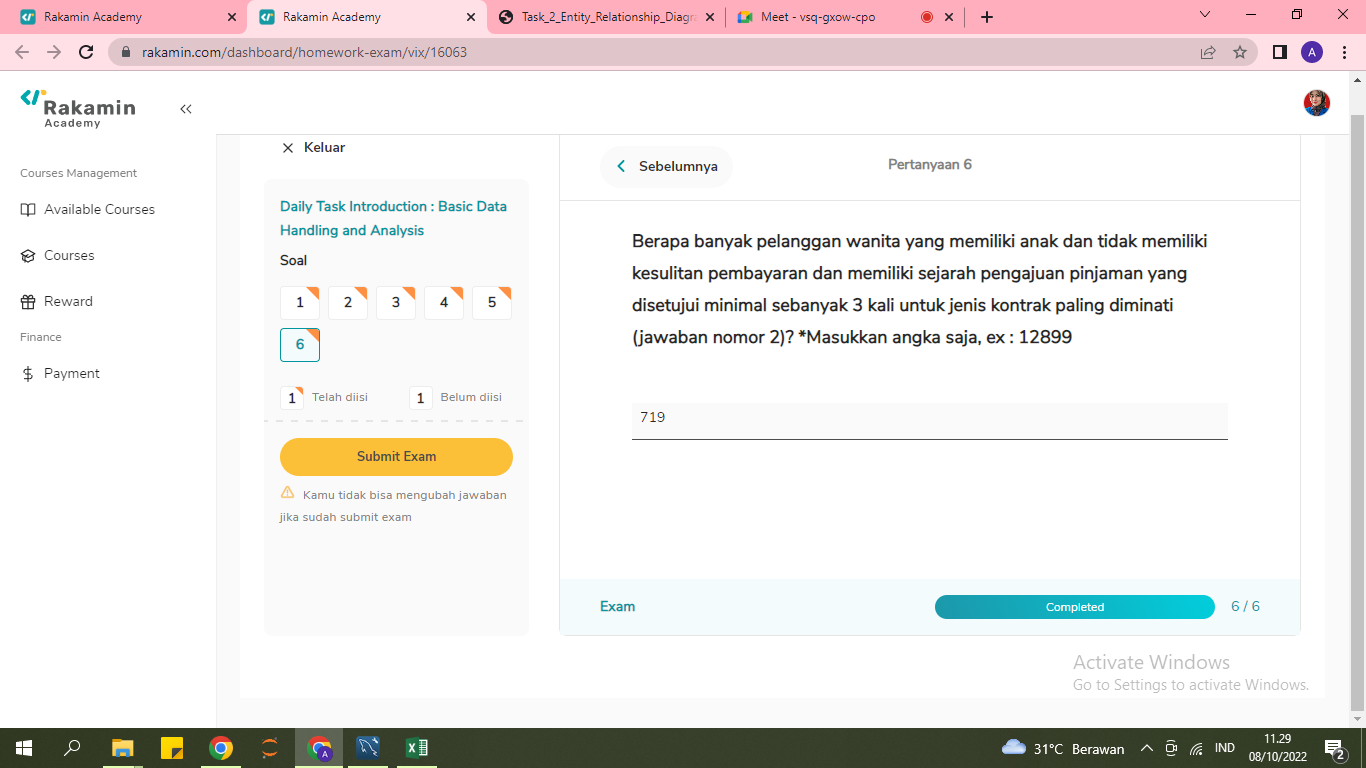 Rakamin Academy
Rakamin Academy
Task_2_Entity_Relationship_Diagra
Meet - vsq-gxow-cpo
rakamin.com/dashboard/homework-exam/vix/16063
A
Rakamin
Academy
Courses Management
Available Courses
Courses
Reward
Finance
Payment
Keluar
Daily Task Introduction : Basic Data
Handling and Analysis
Soal
1 2 3 4 5
6
1 Telah diisi 1 Belum diisi
Submit Exam
Kamu tidak bisa mengubah jawaban
jika sudah submit exam
Sebelumnya
Pertanyaan 6
Berapa banyak pelanggan wanita yang memiliki anak dan tidak memiliki
kesulitan pembayaran dan memiliki sejarah pengajuan pinjaman yang
disetujui minimal sebanyak 3 kali untuk jenis kontrak paling diminati
(jawaban nomor 2)? *Masukkan angka saja, ex : 12899
719
Exam
Completed
6 / 6
Activate Windows
Go to Settings to activate Windows.
A
31°C Berawan
IND
11.29
08/10/2022
2